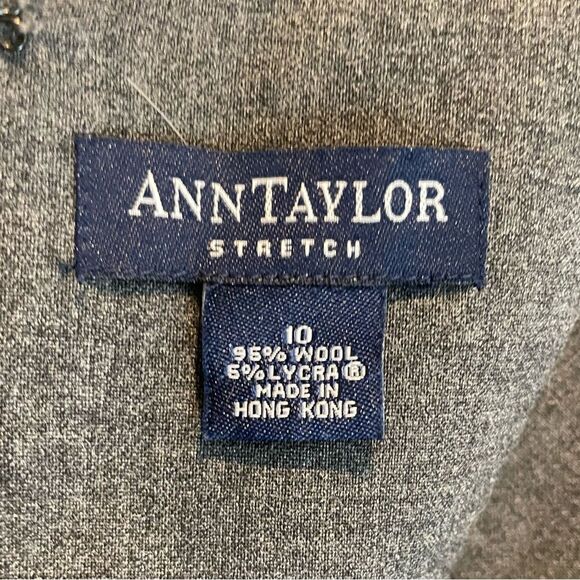 ANNTAYLOR
STRETCH
10
95% WOOL
5% LYCRA®
MADE IN
HONG KONG